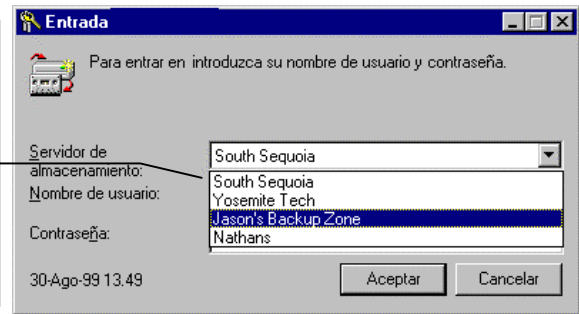 Entrada
Para entrar en introduzca su nombre de usuario y contraseña.
Servidor de
almacenamiento:
South Sequoia
South Sequoia
Nombre de usuario:
Yosemite Tech
Jason's Backup Zone
Contraseña:
Nathans
30-Ago-99 13.49
Aceptar
Cancelar